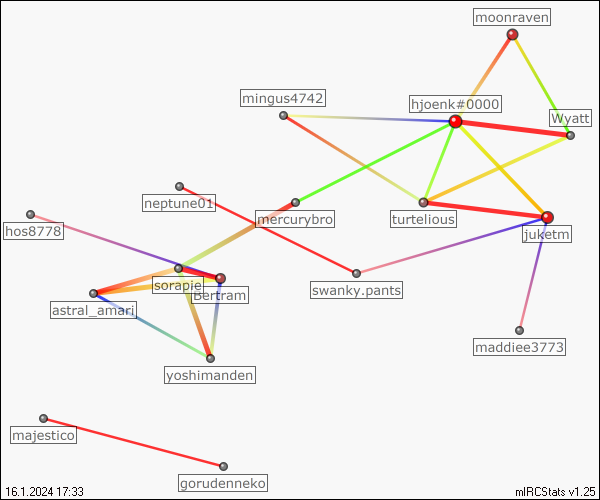 moonraven
mingus4742
hjoenk#0000
Wyatt
neptune01
mercurybro
turtelious
hos8778
juketm
sorapie
Bertram
swanky.pants
astral_amari
maddiee3773
yoshimanden
majestico
gorudenneko
16.1.2024 17:33
mIRCStats v1.25